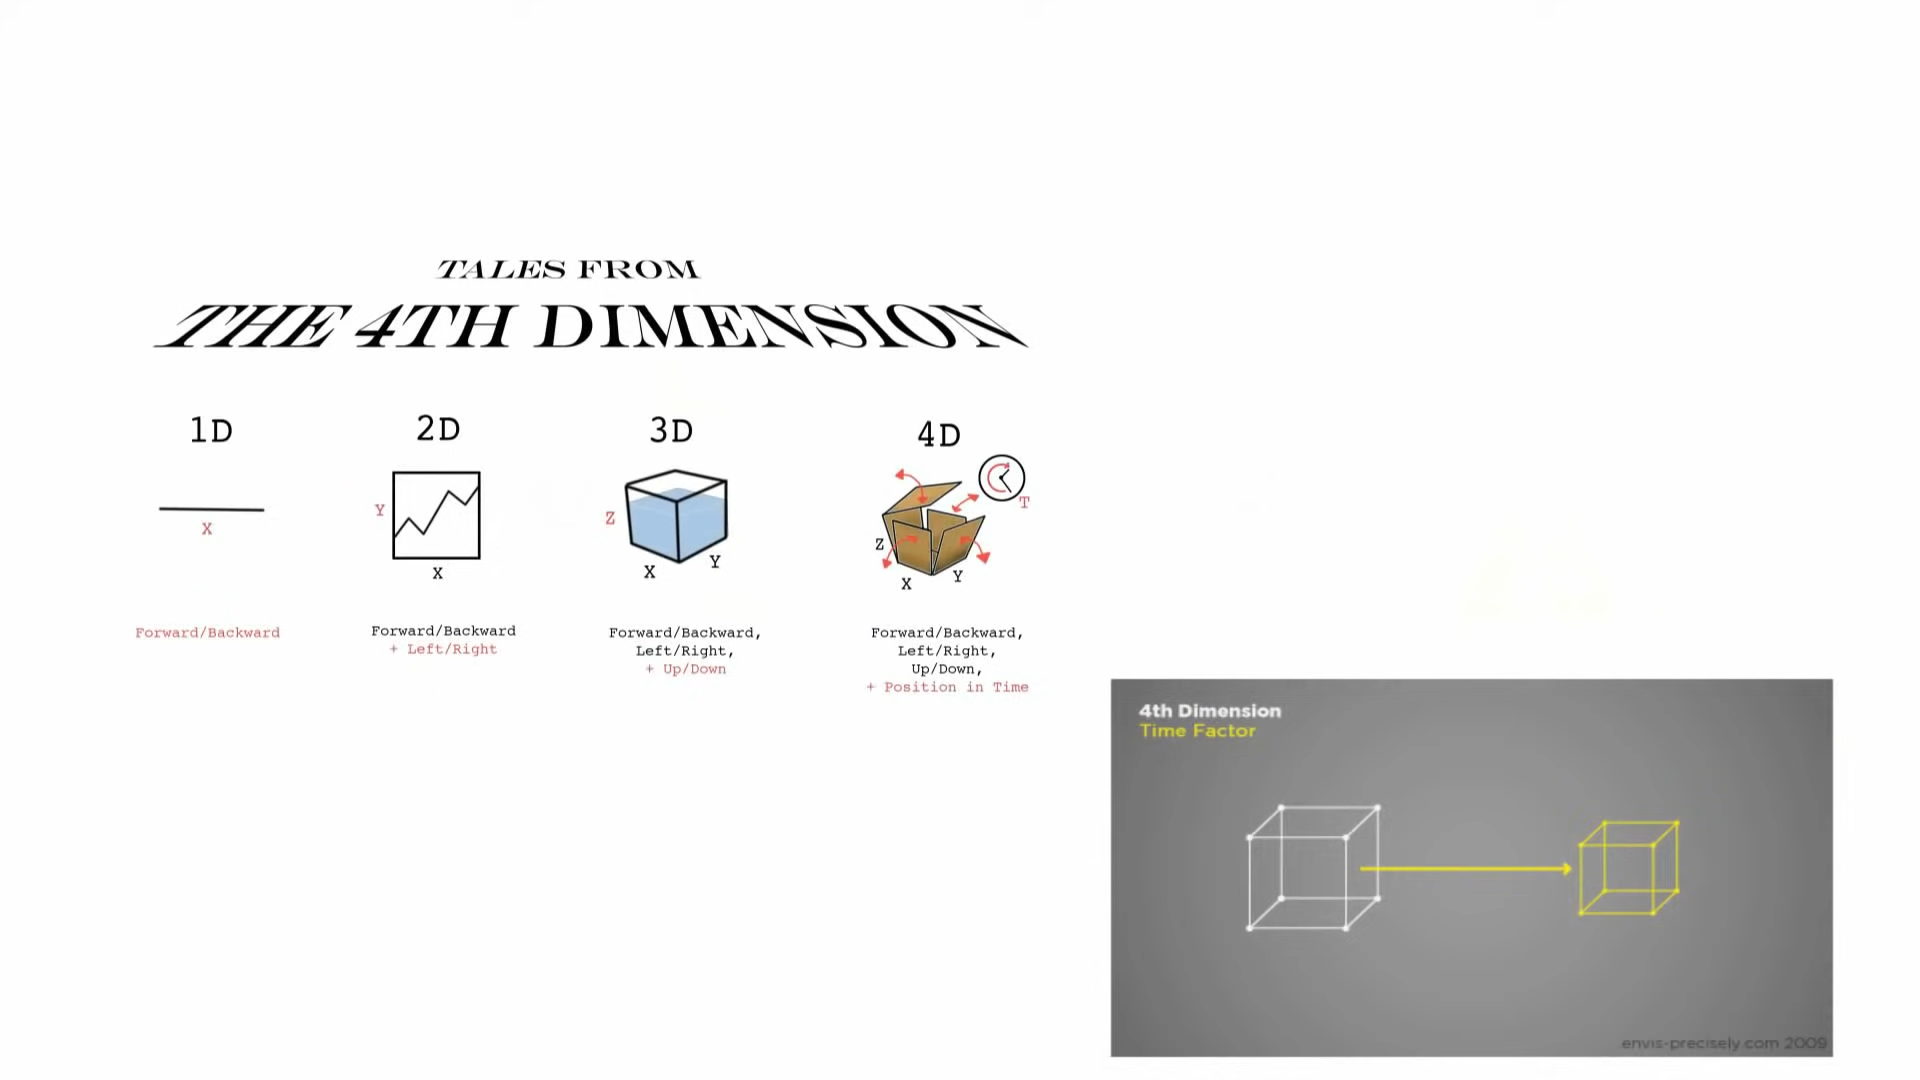 TALES FROM
THE 4TH DIMENSION
1D
X
Forward/Backward
2D
Y
X
Forward/Backward
+ Left/Right
3D
Z
X
Y
Forward/Backward,
Left/Right,
+ Up/Down
4D
T
Z
X
Y
Forward/Backward,
Left/Right,
Up/Down,
+ Position in Time
4th Dimension
Time Factor
envis-precisely.com 2009